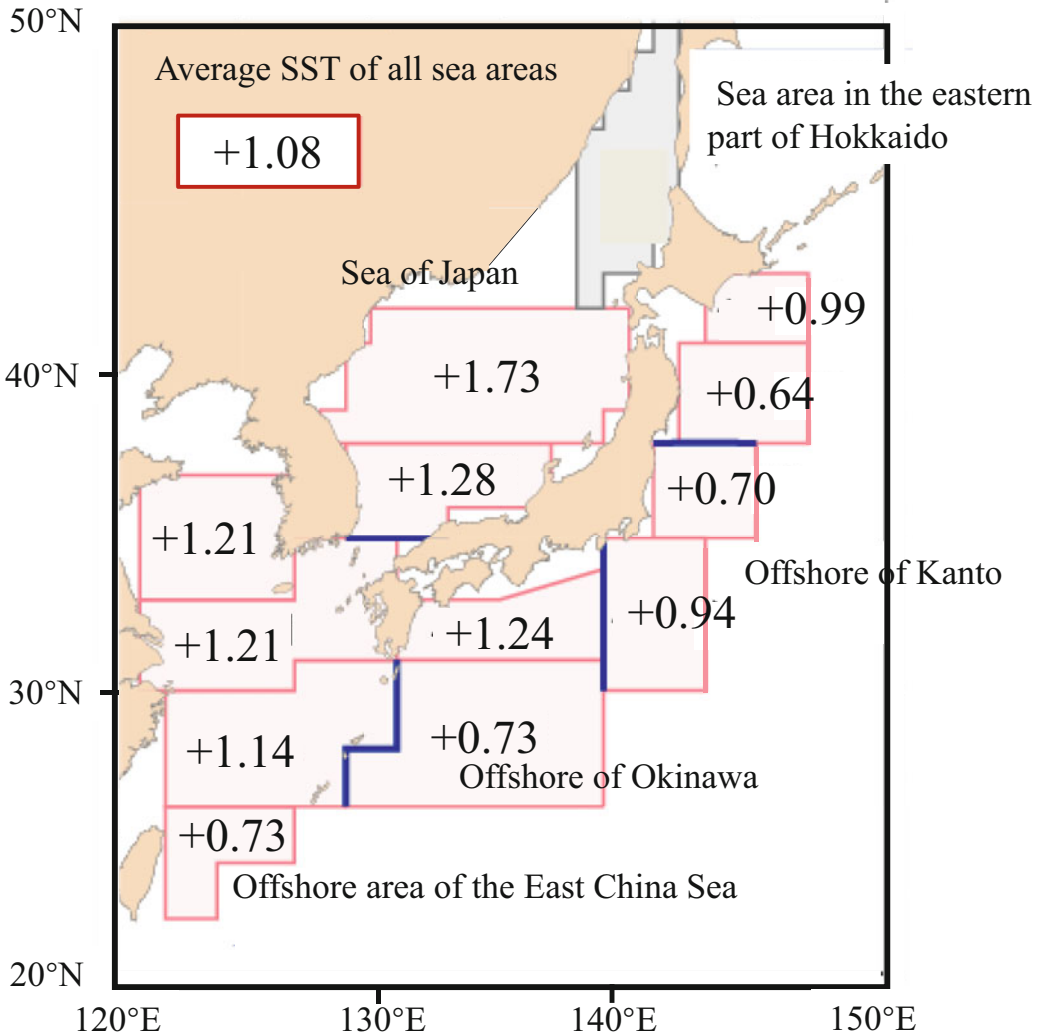 50°N
Average SST of all sea areas
+1.08
Sea area in the eastern
part of Hokkaido
Sea of Japan
+0.99
40°N
+1.73
+0.64
+1.28
+0.70
+1.21
Offshore of Kanto
+0.94
+1.21
+1.24
30°N
+1.14
+0.73
Offshore of Okinawa
+0.73
Offshore area of the East China Sea
20°N
120°E
130°E
140°E
150°E